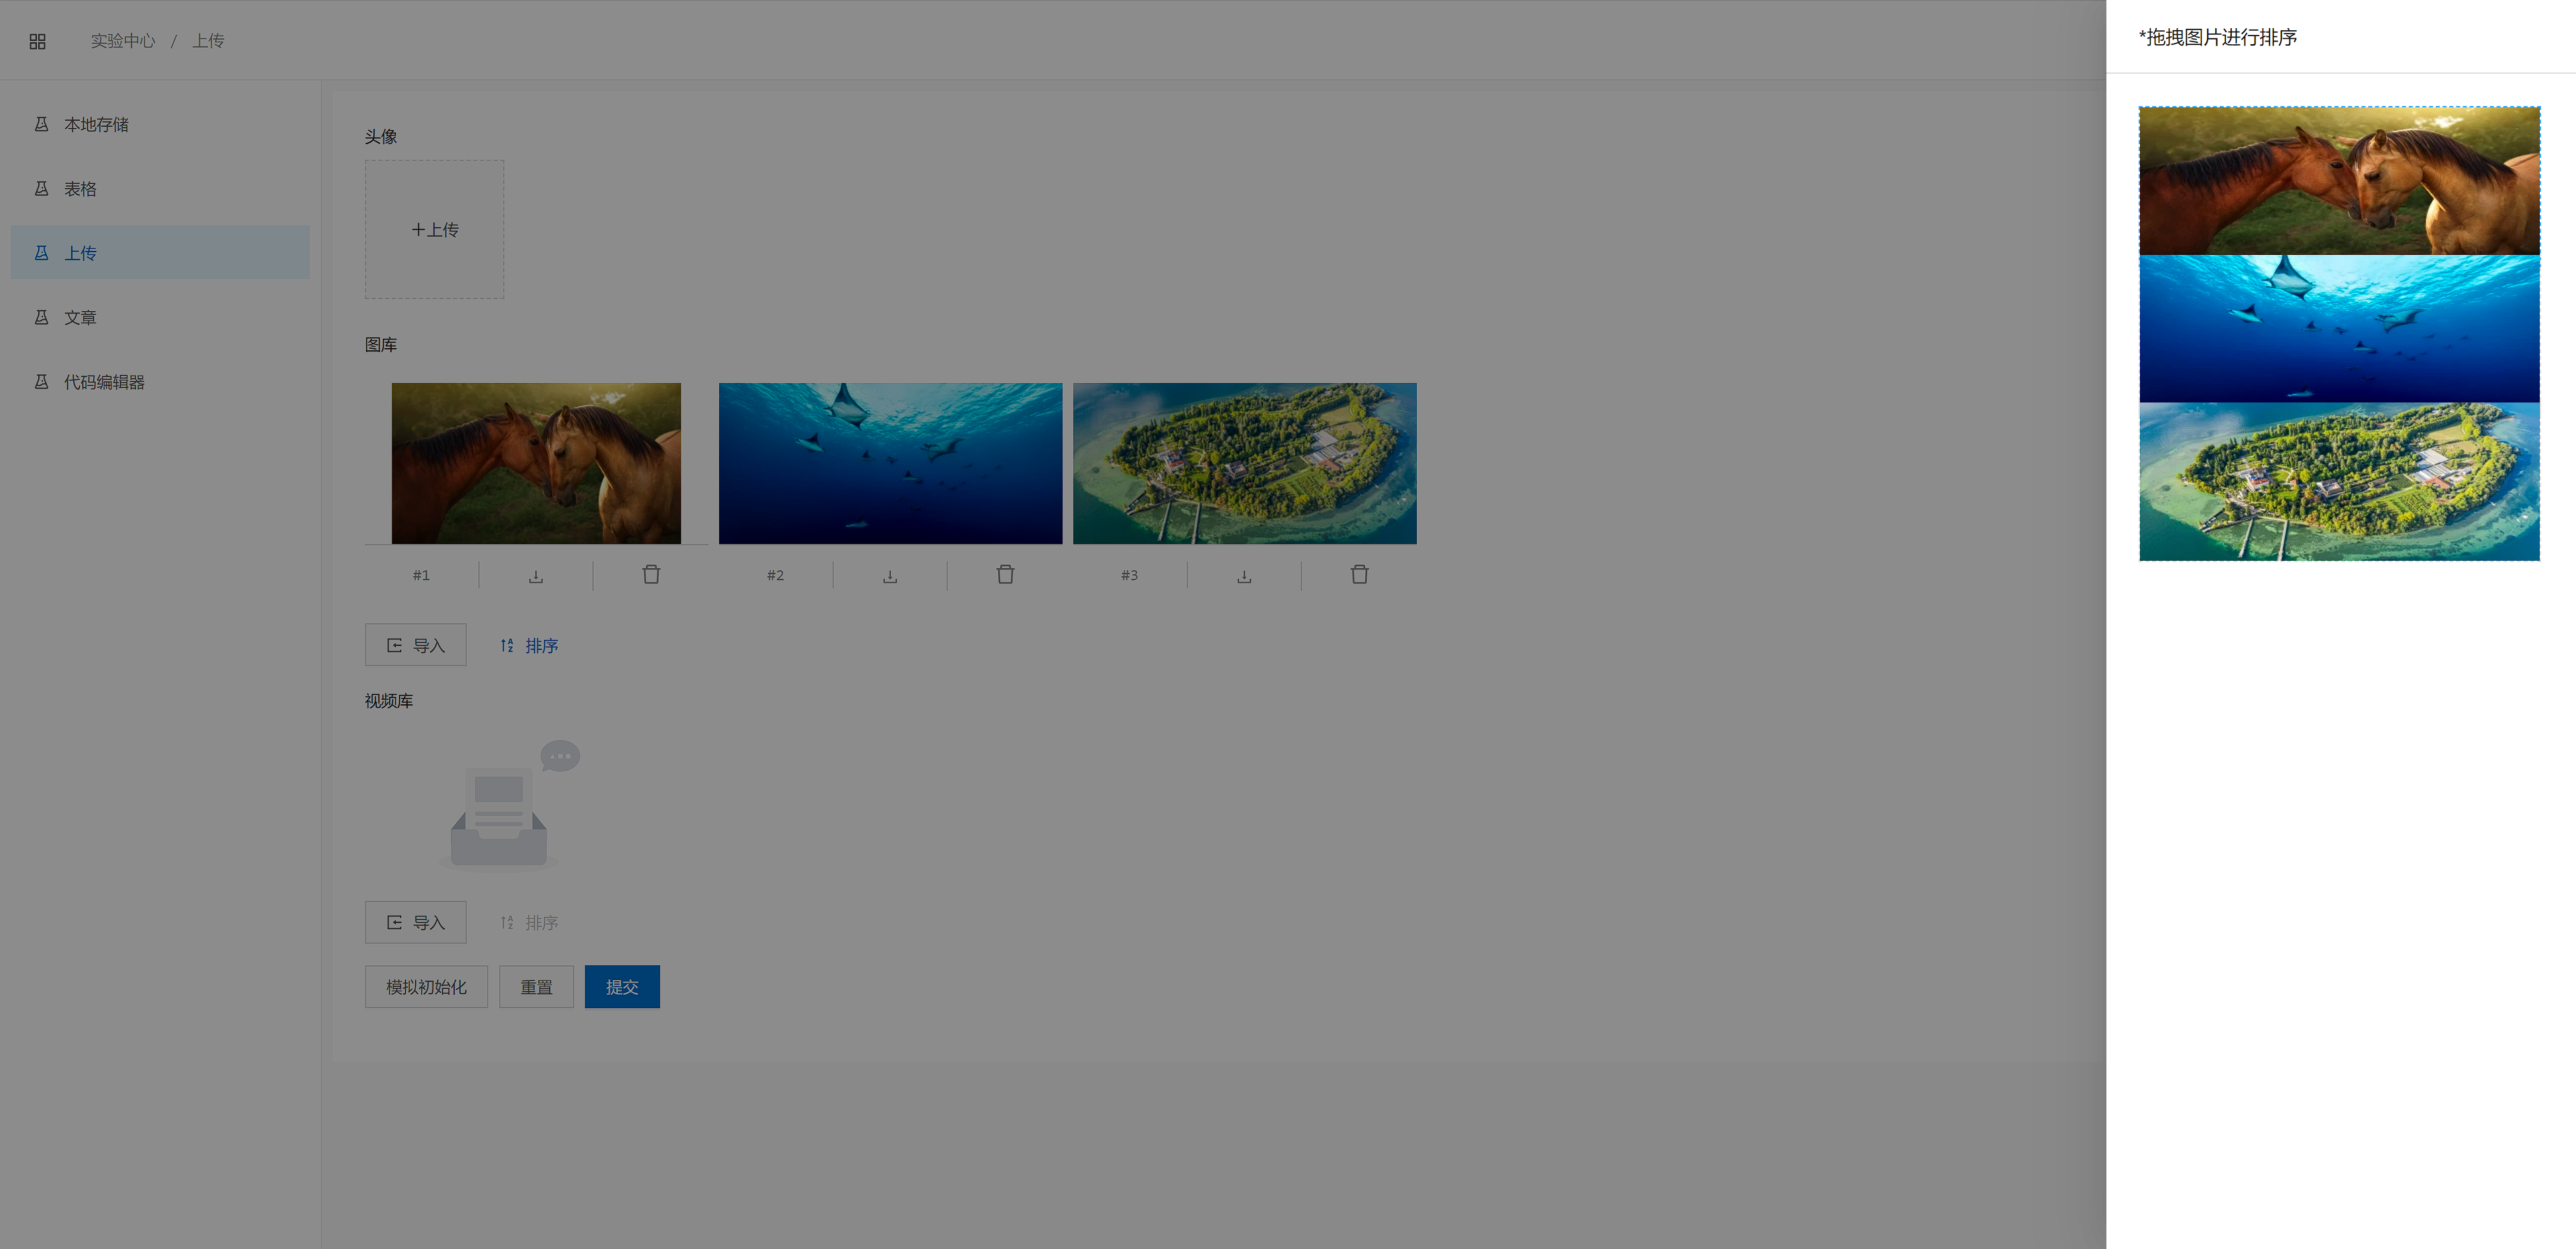 实验中心 / 上传
*拖拽图片进行排序
本地存储
表格
上传
文章
代码编辑器
头像
+上传
图库
#1
#2
#3
导入
排序
视频库
导入
排序
模拟初始化
重置
提交